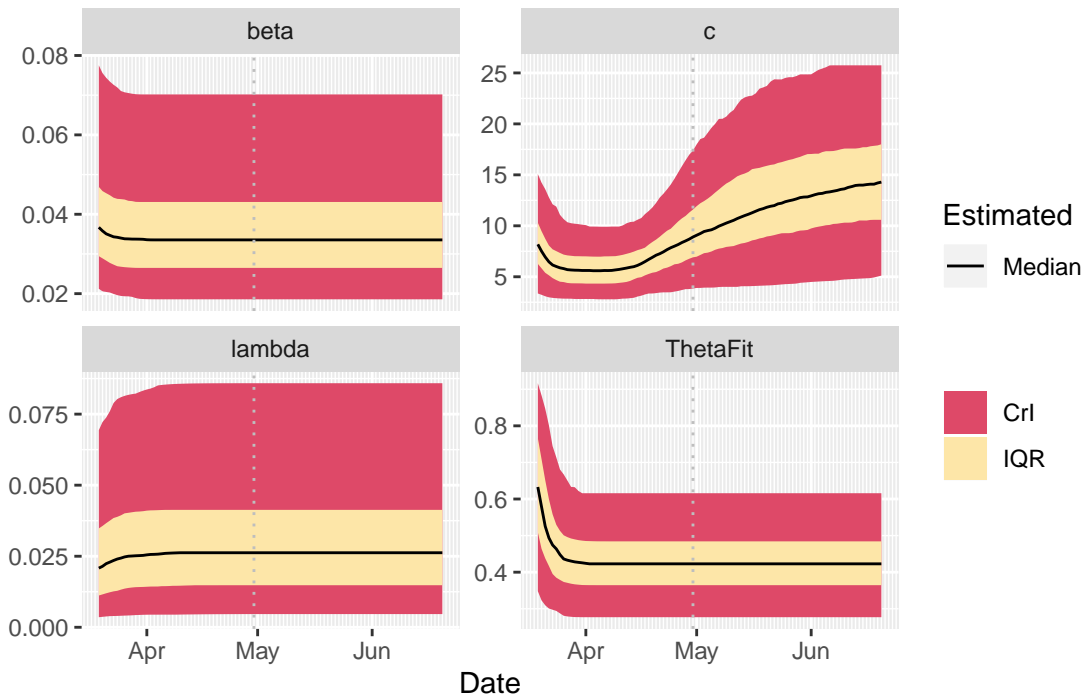 beta
c
0.08
0.06
0.04
0.02
25
20
15
10
5
lambda
ThetaFit
0.075
0.050
0.025
0.000
0.8
0.6
0.4
Apr May Jun
Apr May Jun
Date
Estimated
Median
CrI
IQR